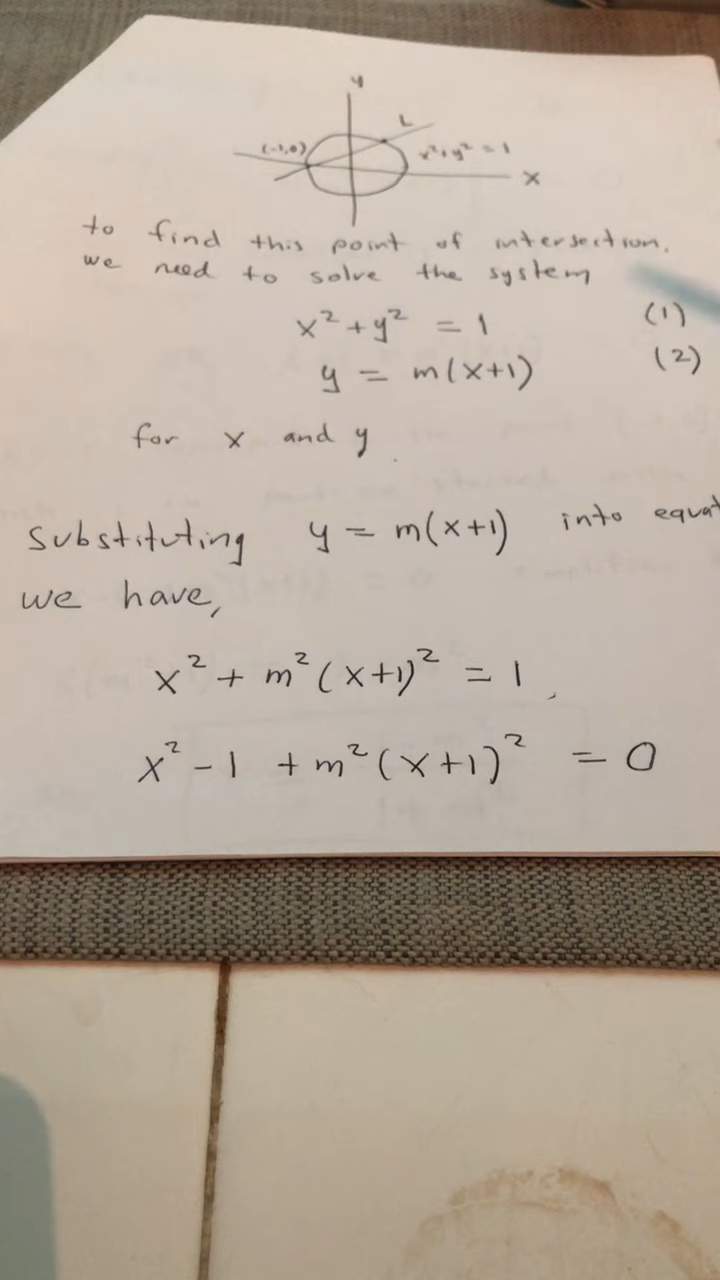 y
L
(-1,0)
x² + y² = 1
x
to find this point of intersection.
we need to solve the system
x² + y² = 1 (1)
y = m(x+1) (2)
for x and y.
Substituting y = m(x+1) into
we have,
x² + m²(x+1)² = 1,
x² - 1 + m²(x+1)² = 0